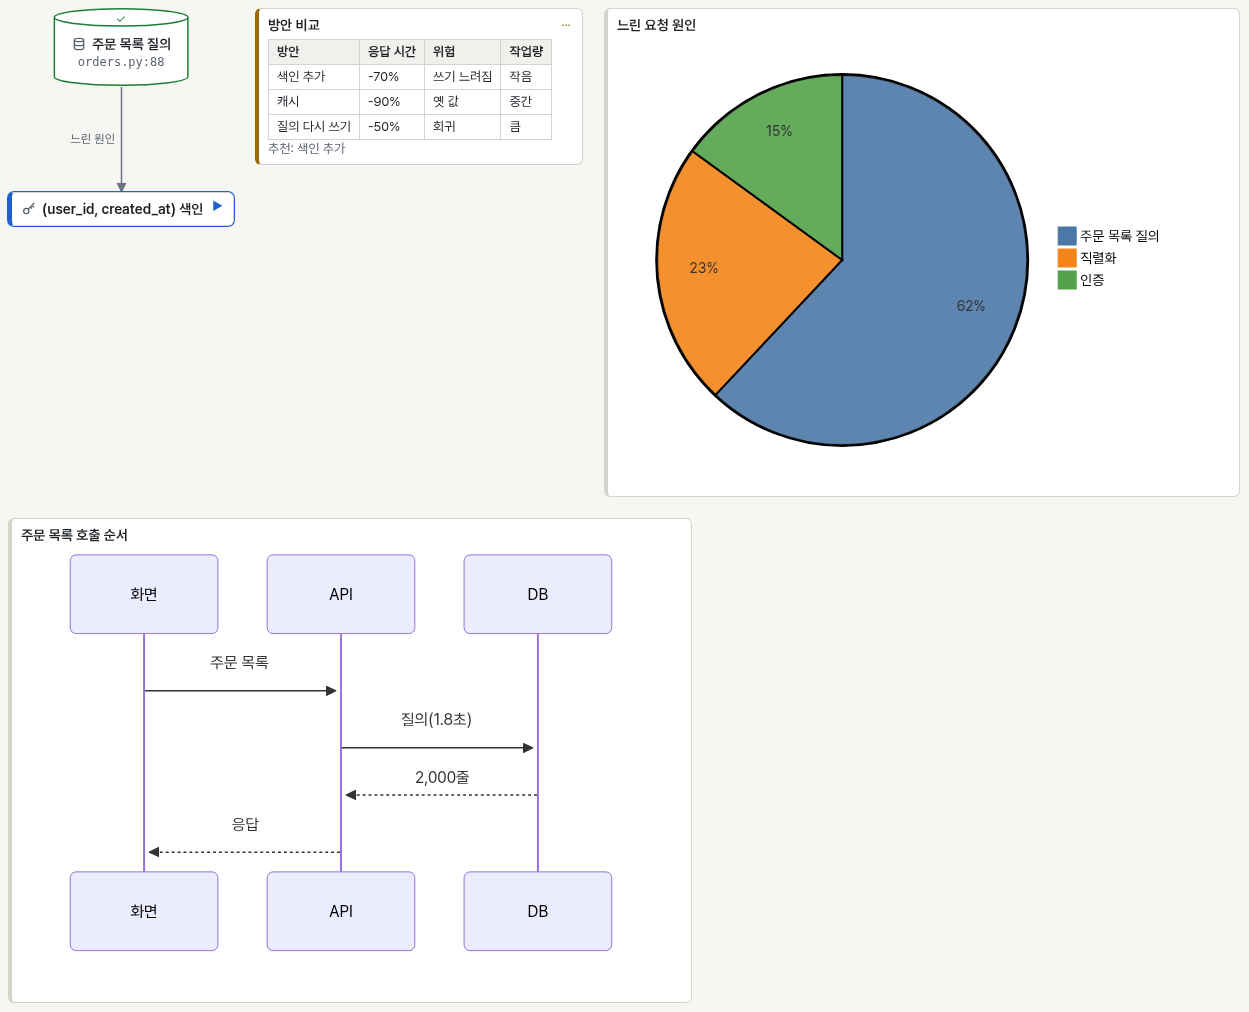 주문 목록 질의
orders.py:88
느린 원인
(user_id, created_at) 색인
방안 비교
방안 응답 시간 위험 작업량
색인 추가 -70% 쓰기 느려짐 작음
캐시 -90% 옛 값 중간
질의 다시 쓰기 -50% 회귀 큼
추천: 색인 추가
느린 요청 원인
15%
23%
62%
주문 목록 질의
직렬화
인증
주문 목록 호출 순서
화면 API DB
주문 목록
질의(1.8초)
2,000줄
응답
화면 API DB